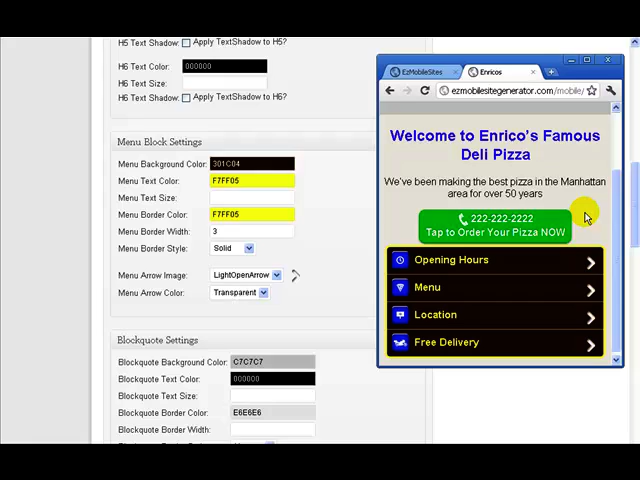 H5 Text Shadow: Apply TextShadow to H5?
H6 Text Color: 000000
H6 Text Size:
H6 Text Shadow: Apply TextShadow to H6?
Menu Block Settings
Menu Background Color: 301C04
Menu Text Color: F7FF05
Menu Text Size:
Menu Border Color: F7FF05
Menu Border Width: 3
Menu Border Style: Solid
Menu Arrow Image: LightOpenArrow
Menu Arrow Color: Transparent
Blockquote Settings
Blockquote Background Color: C7C7C7
Blockquote Text Color: 000000
Blockquote Text Size:
Blockquote Border Color: E6E6E6
Blockquote Border Width:
EzMobileSites
Enricos
ezmobilesitegenerator.com/mobile/
Welcome to Enrico's Famous
Deli Pizza
We've been making the best pizza in the Manhattan
area for over 50 years
222-222-2222
Tap to Order Your Pizza NOW
Opening Hours
Menu
Location
Free Delivery